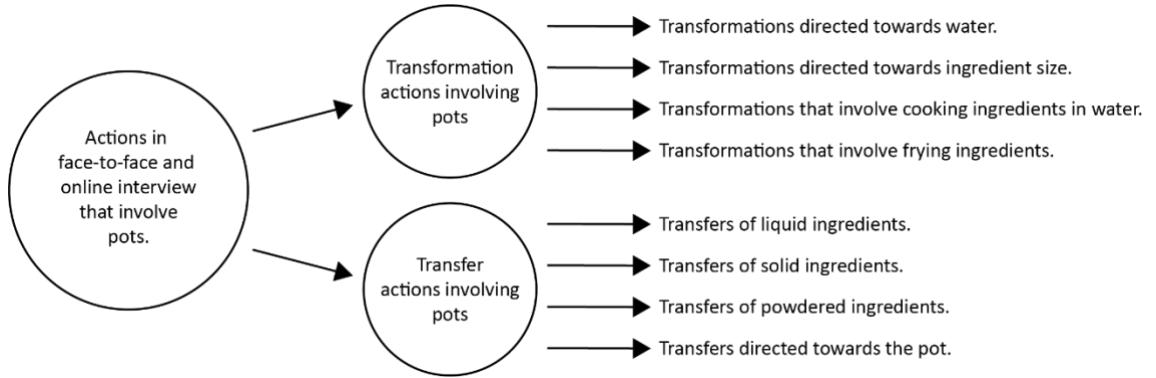 Actions in
face-to-face and
online interview
that involve
pots.
Transformation
actions involving
pots
Transformations directed towards water.
Transformations directed towards ingredient size.
Transformations that involve cooking ingredients in water.
Transformations that involve frying ingredients.
Transfer
actions involving
pots
Transfers of liquid ingredients.
Transfers of solid ingredients.
Transfers of powdered ingredients.
Transfers directed towards the pot.